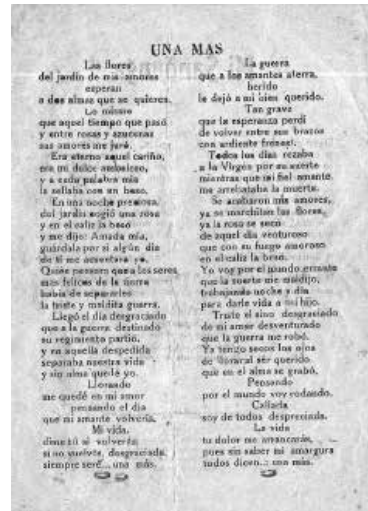 UNA MAS
Las flores
del jardín de mis amores
esperan
a dos almas que se quieren.
Lo mismo
que aquel tiempo que pasó
y entre rosas y azucenas
sus amores me juró.
Era eterno aquel cariño,
era mi dulce embeleso,
y a cada palabra mía
la sellaba con un beso.
En una noche preciosa,
del jardín cogió una rosa
y en el caliz la besó
y me dijo: Amada mía,
guárdala por si algún día
de ti me ausentara yo.
Quién pensara que a los seres
más felices de la tierra
había de separarles
la triste y maldita guerra.
Llegó el día desgraciado
que a la guerra destinado
su regimiento partió,
y en aquella despedida
separaba nuestra vida
y sin alma quedé yo.
Llorando
me quedé en mi amor
pensando el día
que mi amante volvería.
Mi vida,
dime tú si volverás;
si no vuelves, desgraciada,
siempre seré... una más.
La guerra
que a los amantes aterra,
herido
le dejó a mi bien querido.
Tan grave
que la esperanza perdí
de volver entre sus brazos
con ardiente frenesí.
Todos los días rezaba
a la Virgen por su suerte
mientras que mi fiel amante
me arrebataba la muerte.
Se acabaron mis amores,
ya se marchitan las flores,
ya la rosa se secó
de aquel día venturoso
que con su fuego amoroso
en el caliz la besó.
Yo voy por el mundo errante
que la suerte me maldijo,
trabajando noche y día
para darle vida a mi hijo.
Triste el sino desgraciado
de mi amor desventurado
que la guerra me robó.
Ya tengo secos los ojos
de llorar al ser querido
que en el alma se grabó.
Pensando
por el mundo voy rodando.
Callada
soy de todos despreciada.
La vida
tu dolor me arrancarás,
pues sin saber mi amargura
todos dicen...: una más.